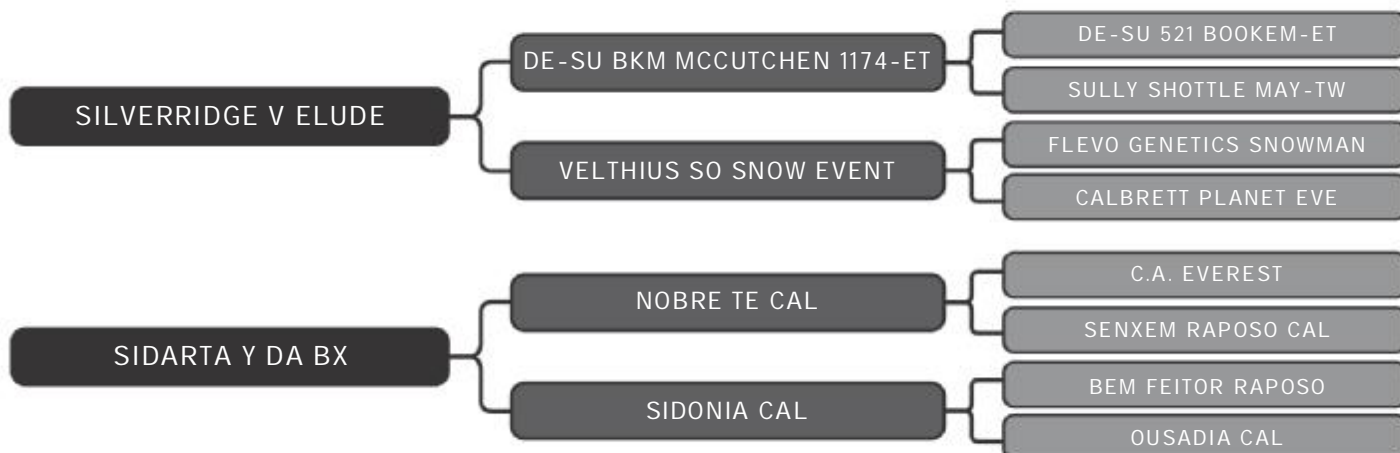 DE-SU 521 BOOKEM-ET
DE-SU BKM MCCUTCHEN 1174-ET
SULLY SHOTTLE MAY-TW
SILVERRIDGE V ELUDE
FLEVO GENETICS SNOWMAN
VELTHIUS SO SNOW EVENT
CALBRETT PLANET EVE
C.A. EVEREST
NOBRE TE CAL
SENXEM RAPOSO CAL
SIDARTA Y DA BX
BEM FEITOR RAPOSO
SIDONIA CAL
OUSADIA CAL